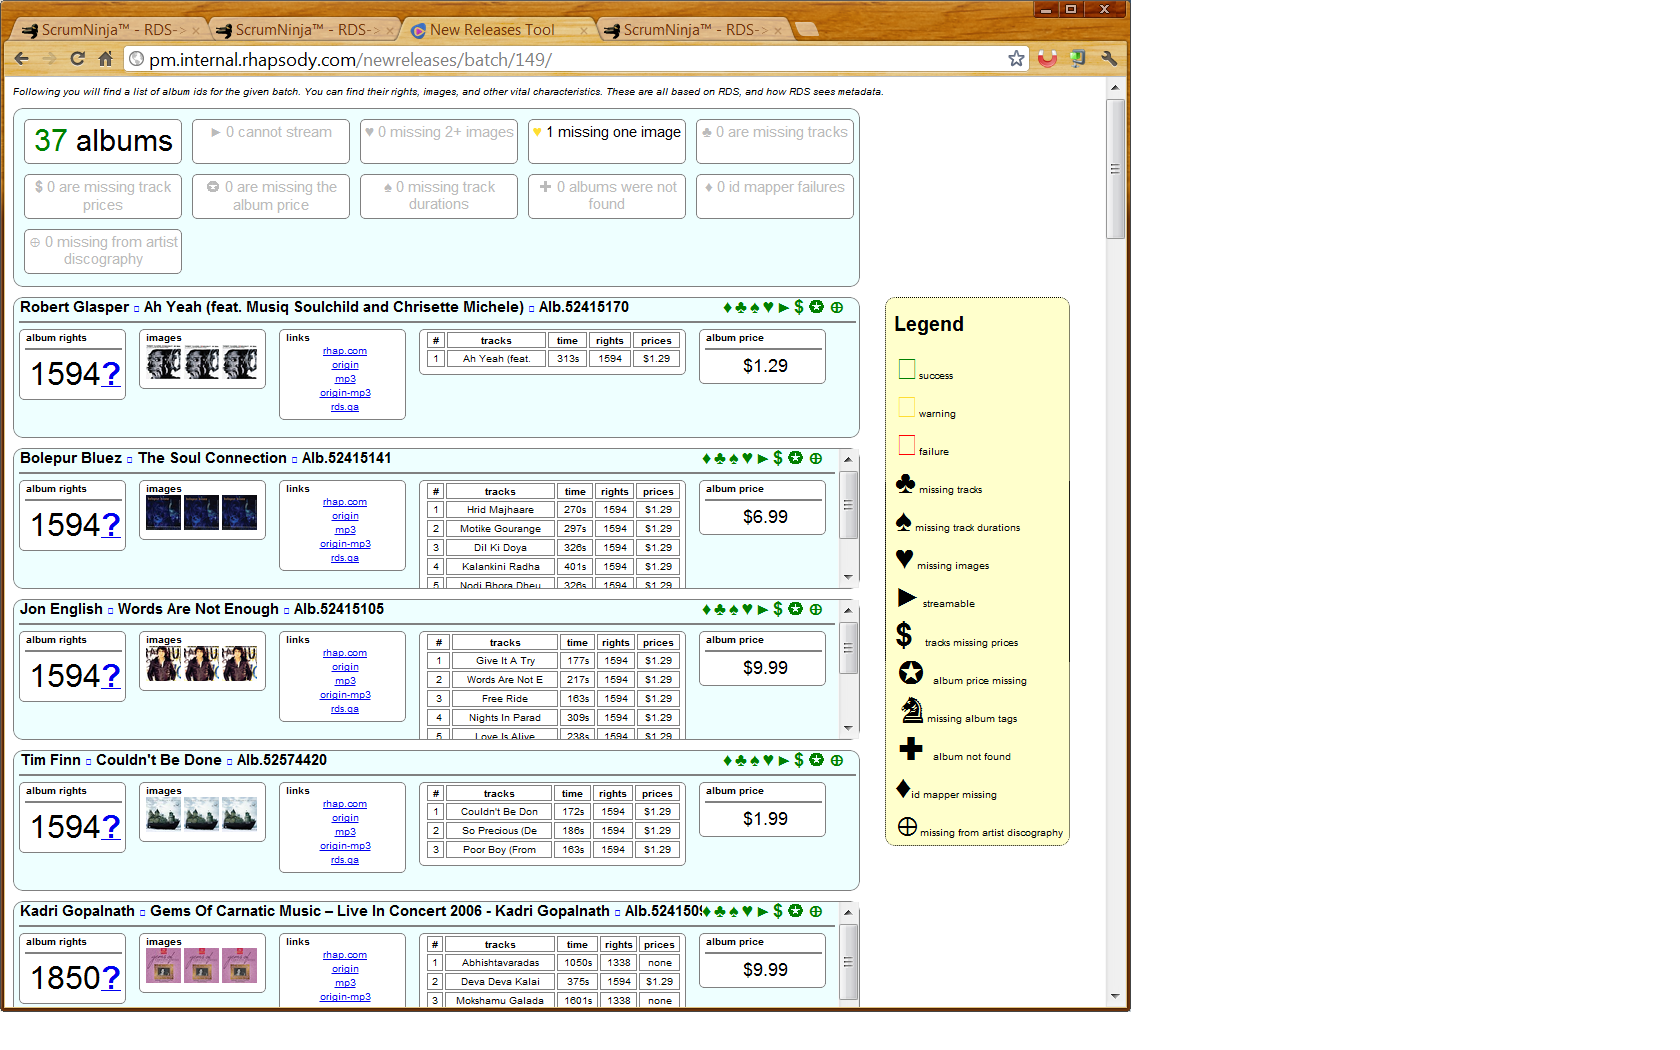 ScrumNinja™ - RDS-
ScrumNinja™ - RDS-
New Releases Tool
ScrumNinja™ - RDS-
pm.internal.rhapsody.com/newreleases/batch/149/
Following you will find a list of album ids for the given batch. You can find their rights, images, and other vital characteristics. These are all based on RDS, and how RDS sees metadata.
37 albums
► 0 cannot stream
♥ 0 missing 2+ images
♥ 1 missing one image
♣ 0 are missing tracks
$ 0 are missing track
prices
✪ 0 are missing the
album price
♠ 0 missing track
durations
✚ 0 albums were not
found
♦ 0 id mapper failures
⊕ 0 missing from artist
discography
Robert Glasper Ah Yeah (feat. Musiq Soulchild and Chrisette Michele) Alb.52415170 ♦ ♣ ♠ ♥ ► $ ✪ ⊕
album rights
1594?
images
links
rhap.com
origin
mp3
origin-mp3
rds.qa
# tracks time rights prices
1 Ah Yeah (feat. 313s 1594 $1.29
album price
$1.29
Bolepur Bluez The Soul Connection Alb.52415141 ♦ ♣ ♠ ♥ ► $ ✪ ⊕
album rights
1594?
images
links
rhap.com
origin
mp3
origin-mp3
rds.qa
# tracks time rights prices
1 Hrid Majhaare 270s 1594 $1.29
2 Motike Gourange 297s 1594 $1.29
3 Dil Ki Doya 326s 1594 $1.29
4 Kalankini Radha 401s 1594 $1.29
5 Nodi Bhora Dheu 326s 1594 $1.29
album price
$6.99
Jon English Words Are Not Enough Alb.52415105 ♦ ♣ ♠ ♥ ► $ ✪ ⊕
album rights
1594?
images
links
rhap.com
origin
mp3
origin-mp3
rds.qa
# tracks time rights prices
1 Give It A Try 177s 1594 $1.29
2 Words Are Not E 217s 1594 $1.29
3 Free Ride 163s 1594 $1.29
4 Nights In Parad 309s 1594 $1.29
5 Love Is Alive 238s 1594 $1.29
album price
$9.99
Tim Finn Couldn't Be Done Alb.52574420 ♦ ♣ ♠ ♥ ► $ ✪ ⊕
album rights
1594?
images
links
rhap.com
origin
mp3
origin-mp3
rds.qa
# tracks time rights prices
1 Couldn't Be Don 172s 1594 $1.29
2 So Precious (De 186s 1594 $1.29
3 Poor Boy (From 163s 1594 $1.29
album price
$1.99
Kadri Gopalnath Gems Of Carnatic Music – Live In Concert 2006 - Kadri Gopalnath Alb.5241509 ♦ ♣ ♠ ♥ ► $ ✪ ⊕
album rights
1850?
images
links
rhap.com
origin
mp3
origin-mp3
# tracks time rights prices
1 Abhishtavaradas 1050s 1338 none
2 Deva Deva Kalai 375s 1594 $1.29
3 Mokshamu Galada 1601s 1338 none
album price
$9.99
Legend
success
warning
failure
♣ missing tracks
♠ missing track durations
♥ missing images
► streamable
$ tracks missing prices
✪ album price missing
♞ missing album tags
✚ album not found
♦ id mapper missing
⊕ missing from artist discography